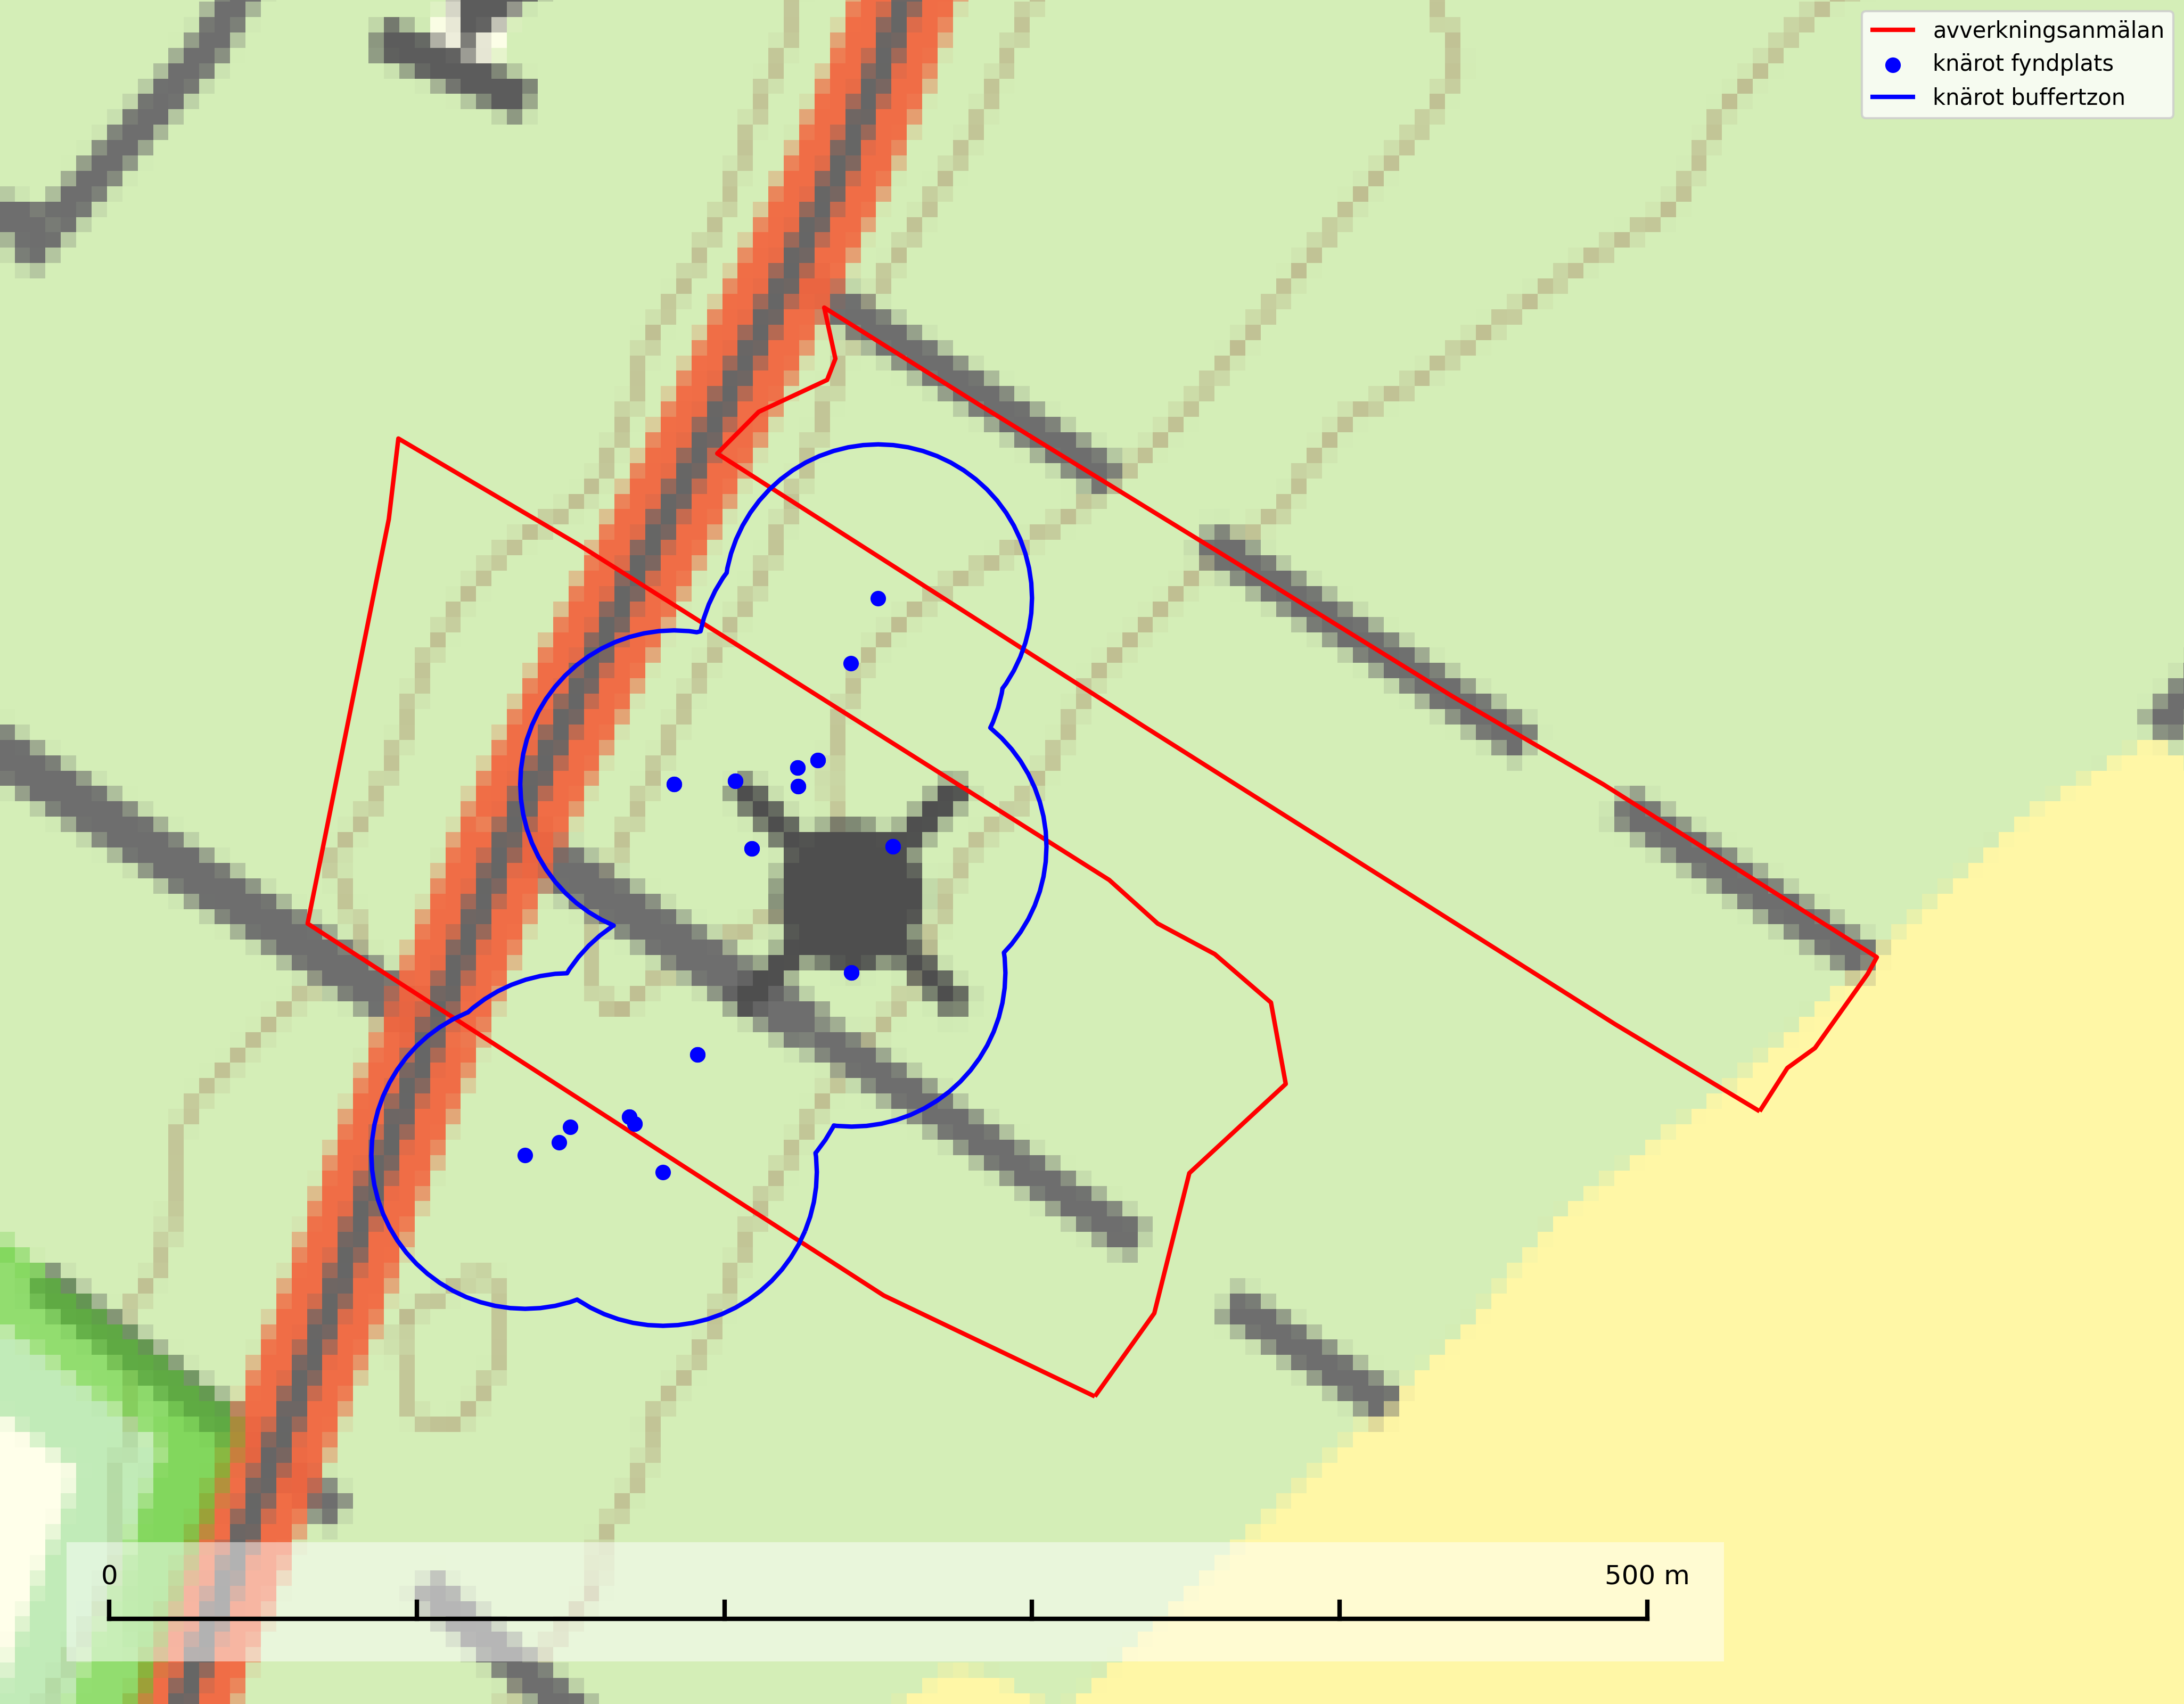 avverkningsanmälan
knärot fyndplats
knärot buffertzon
0 500 m